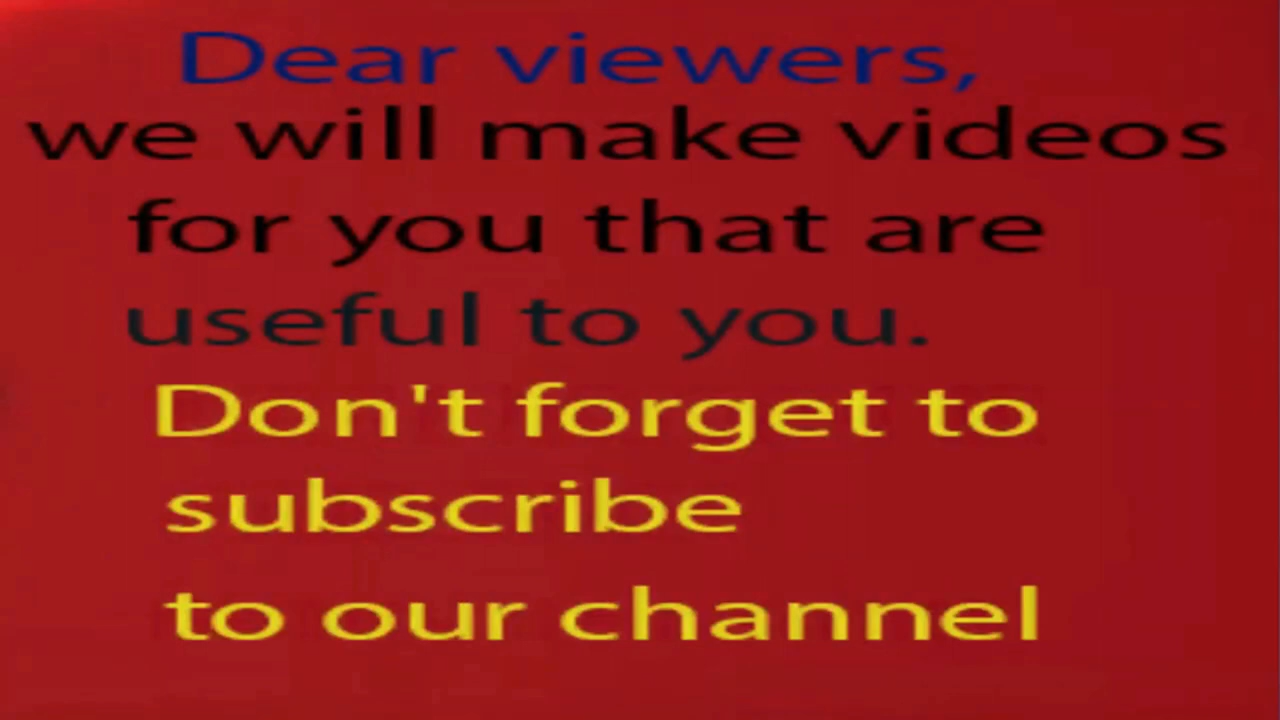 Dear viewers,
we will make videos
for you that are
useful to you.
Don't forget to
subscribe
to our channel